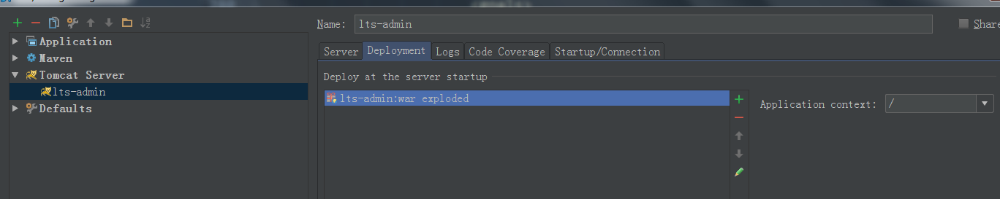 Name: lts-admin Share
Application
Maven
Tomcat Server
lts-admin
Defaults
Server Deployment Logs Code Coverage Startup/Connection
Deploy at the server startup
lts-admin:war exploded
Application context: /